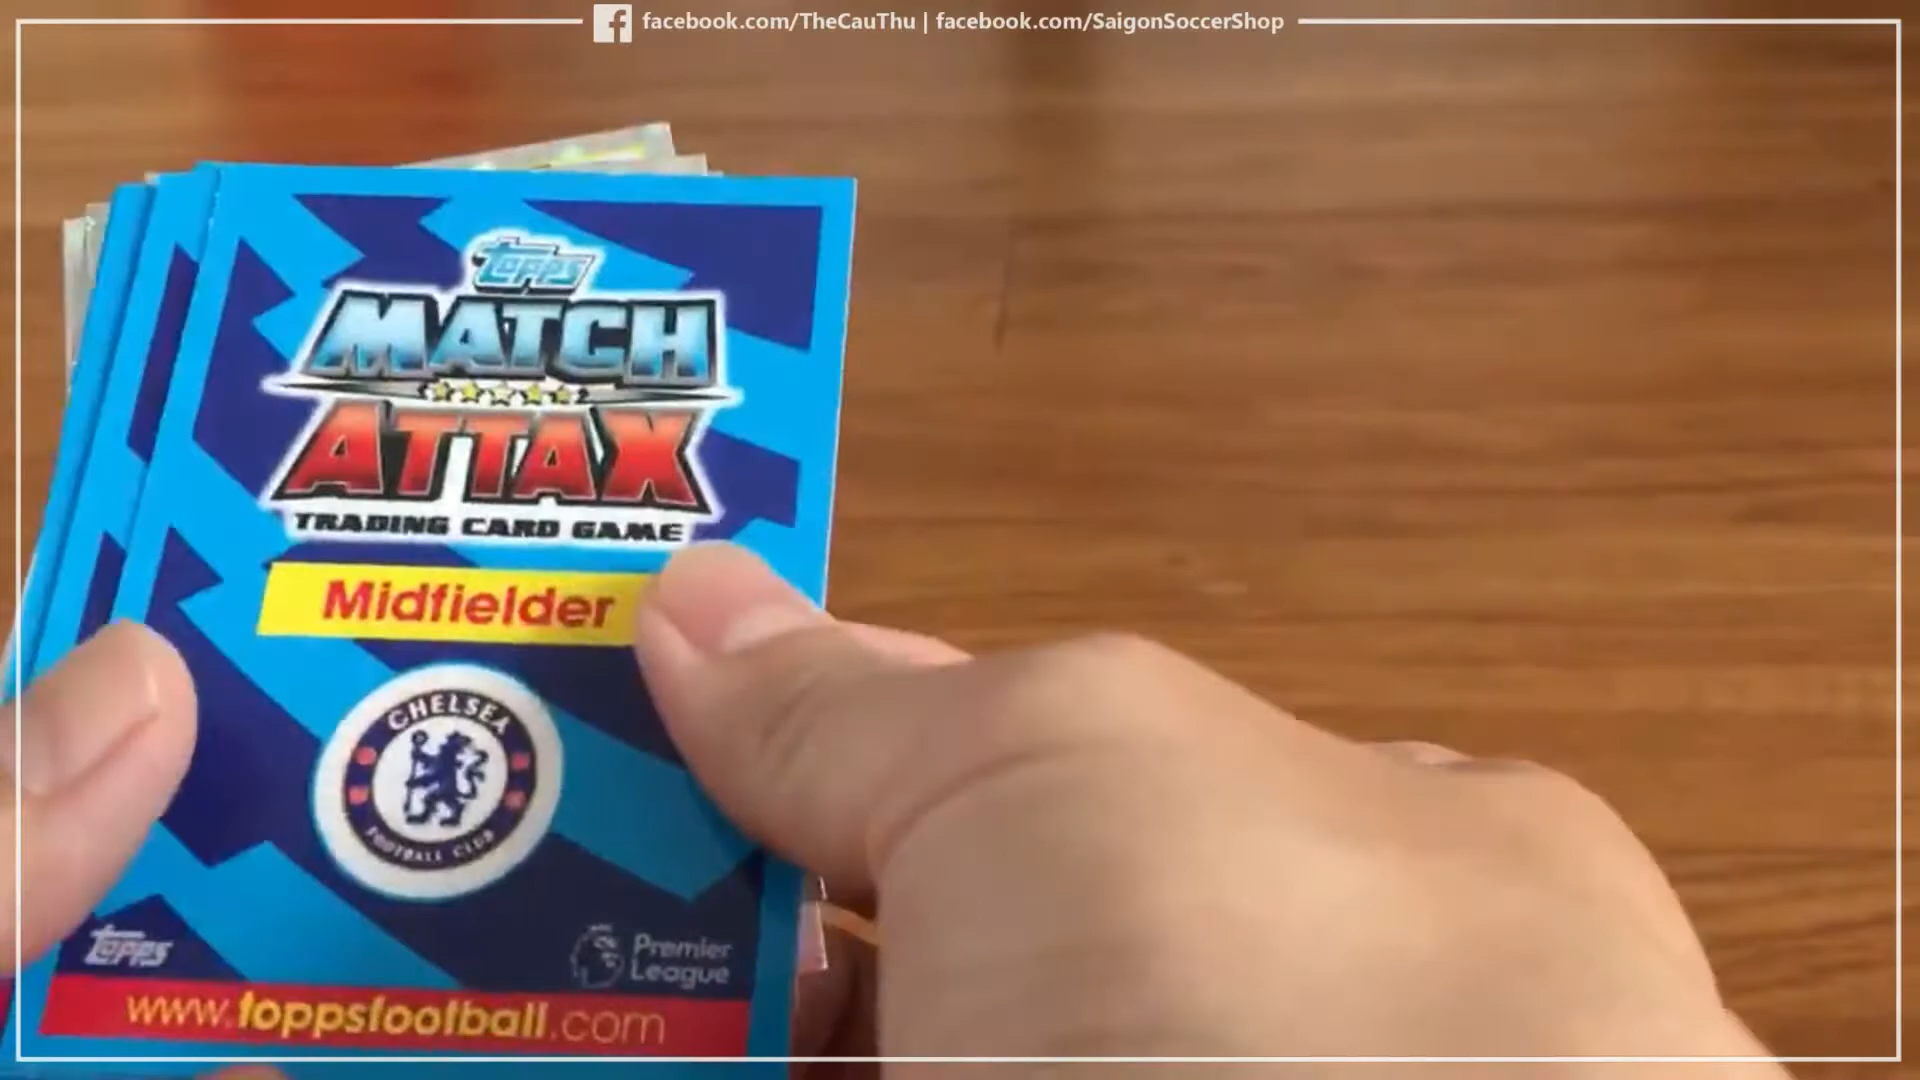 facebook.com/TheCauThu | facebook.com/SaigonSoccerShop
topps
MATCH
ATTAX
TRADING CARD GAME
Midfielder
CHELSEA
FOOTBALL CLUB
topps
Premier
League
www.toppsfootball.com